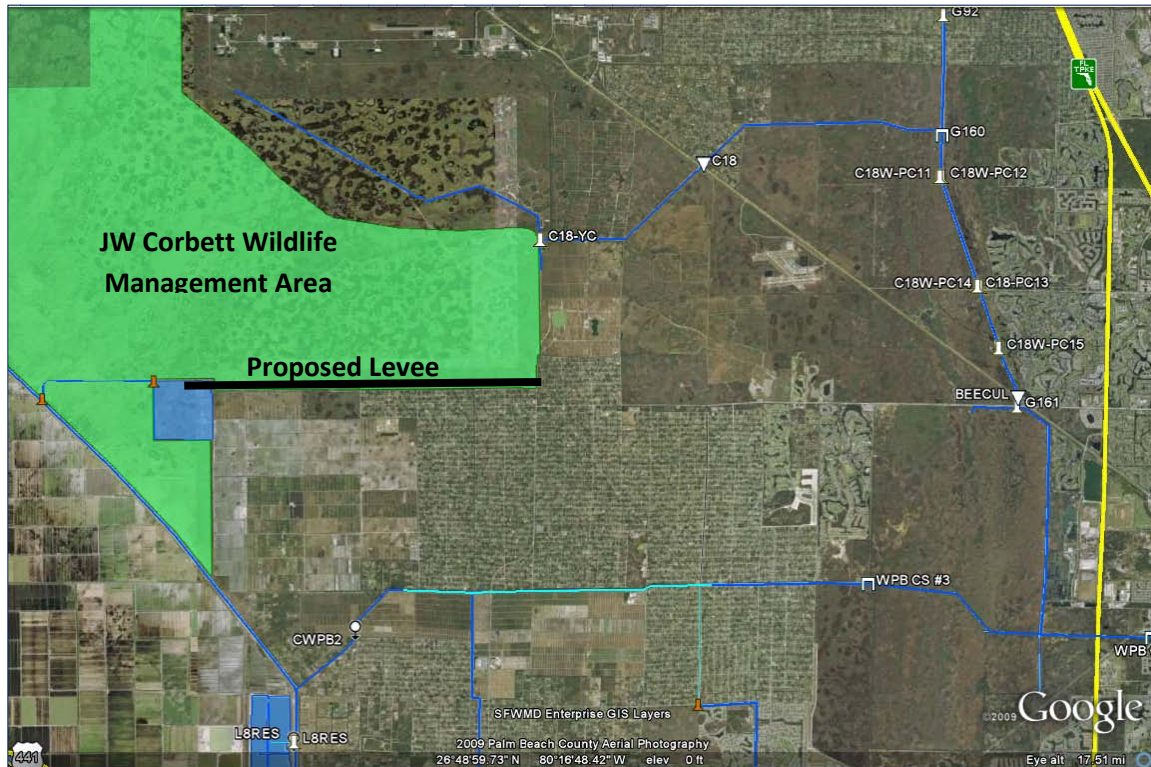 G92
FL
TPKE
G160
C18
C18W-PC11
C18W-PC12
JW Corbett Wildlife
Management Area
C18-YC
C18W-PC14
C18-PC13
C18W-PC15
Proposed Levee
BEECUL
G161
WPB CS #3
CWPB2
WPB
L8RES
L8RES
SFWMD Enterprise GIS Layers
©2009 Google
2009 Palm Beach County Aerial Photography
441
26°48'59.73" N 80°16'48.42" W elev 0 ft
Eye alt 17.51 mi